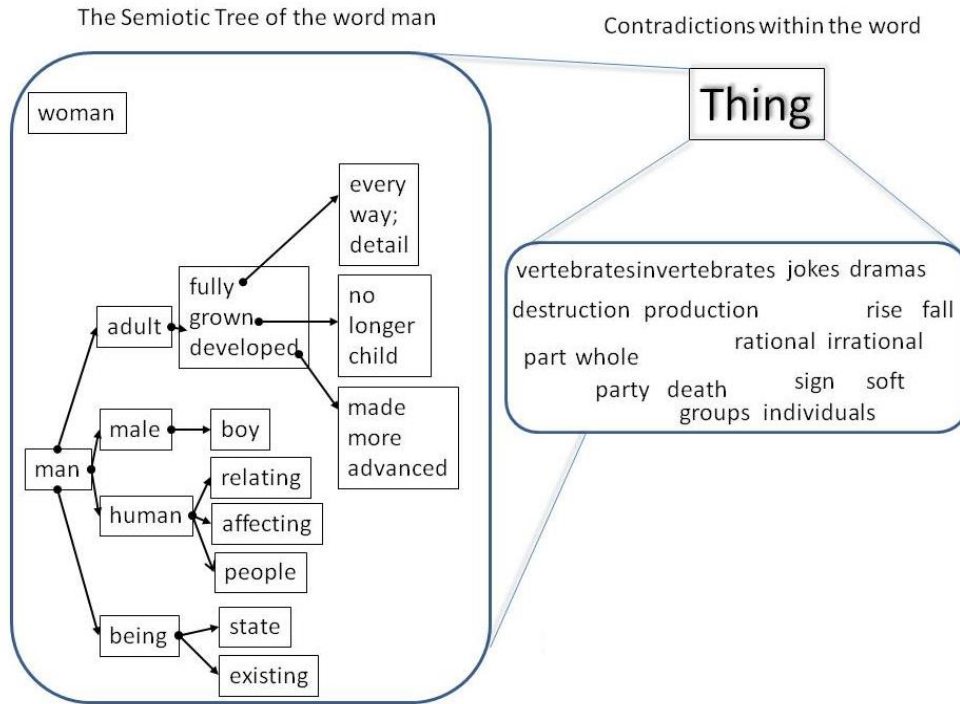 The Semiotic Tree of the word man
Contradictions within the word
Thing
woman
every
way;
detail
fully
grown
developed
no
longer
child
adult
made
more
advanced
male
boy
man
relating
human
affecting
people
being
state
existing
vertebratesinvertebrates jokes dramas
destruction production rise fall
rational irrational
part whole
party death sign soft
groups individuals